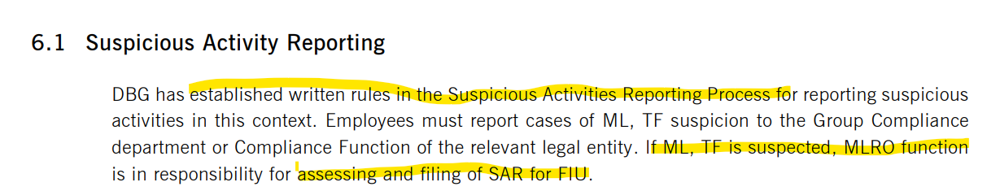 6.1 Suspicious Activity Reporting
DBG has established written rules in the Suspicious Activities Reporting Process for reporting suspicious
activities in this context. Employees must report cases of ML, TF suspicion to the Group Compliance
department or Compliance Function of the relevant legal entity. If ML, TF is suspected, MLRO function
is in responsibility for assessing and filing of SAR for FIU.